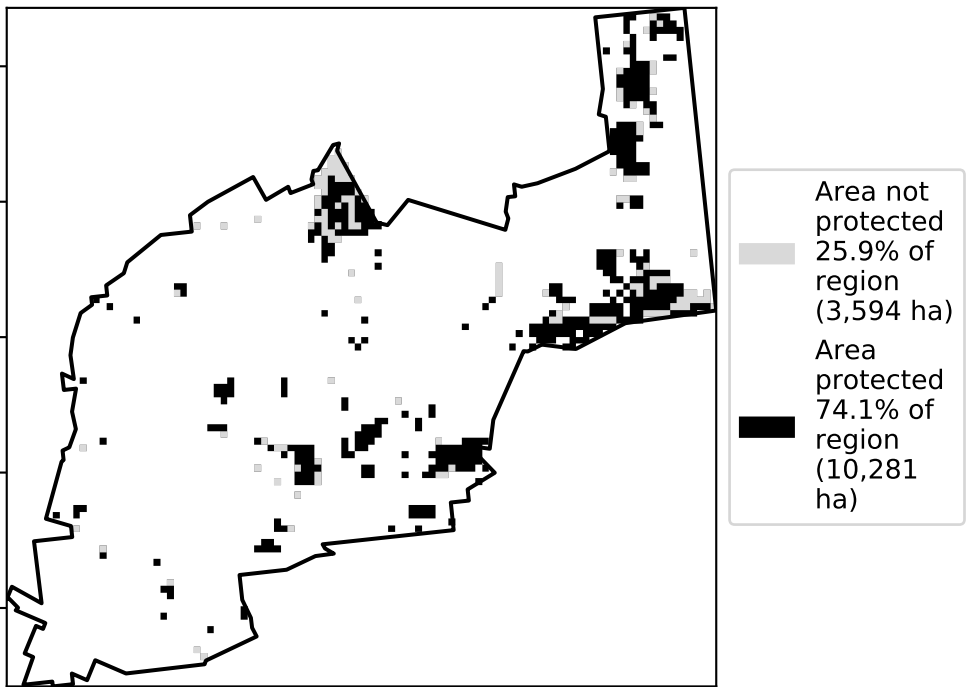 Area not
protected
25.9% of
region
(3,594 ha)
Area
protected
74.1% of
region
(10,281
ha)